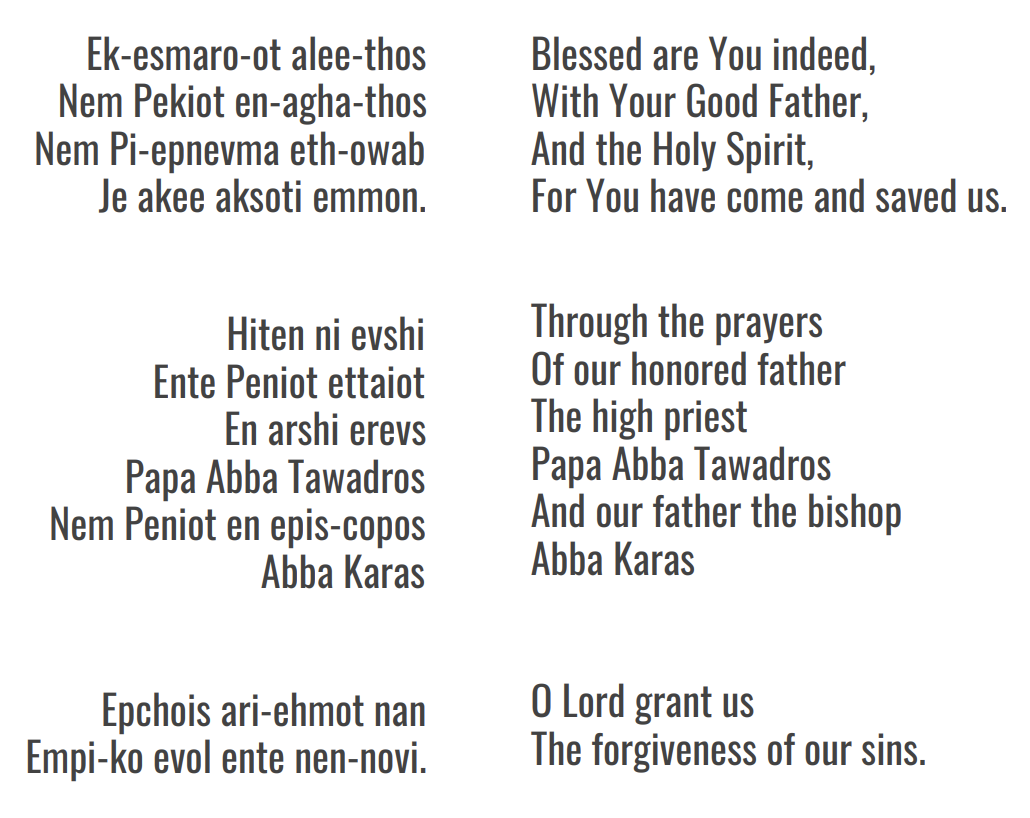 Ek-esmaro-ot alee-thos
Nem Pekiot en-agha-thos
Nem Pi-epnevma eth-owab
Je akee aksoti emmon.
Blessed are You indeed,
With Your Good Father,
And the Holy Spirit,
For You have come and saved us.
Hiten ni evshi
Ente Peniot ettaiot
En arshi erevs
Papa Abba Tawadros
Nem Peniot en epis-copos
Abba Karas
Through the prayers
Of our honored father
The high priest
Papa Abba Tawadros
And our father the bishop
Abba Karas
Epchois ari-ehmot nan
Empi-ko evol ente nen-novi.
O Lord grant us
The forgiveness of our sins.